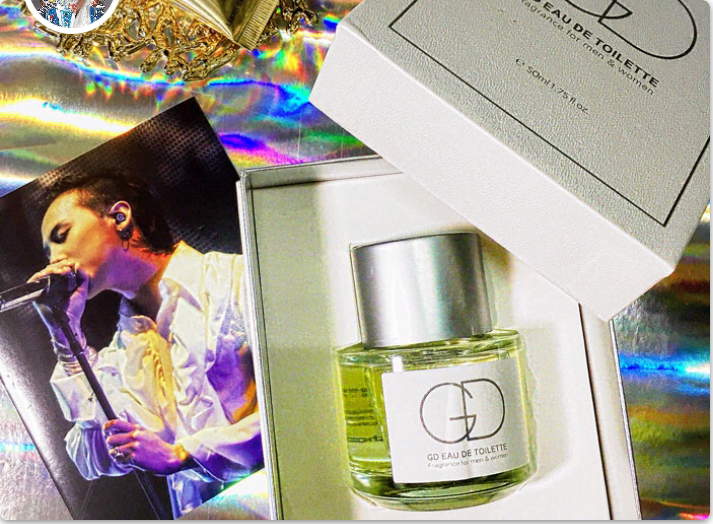 GD
GD EAU DE TOILETTE
Fragrance for men & women
e 50ml 1.75 fl.oz.
GD
GD EAU DE TOILETTE
Fragrance for men & women